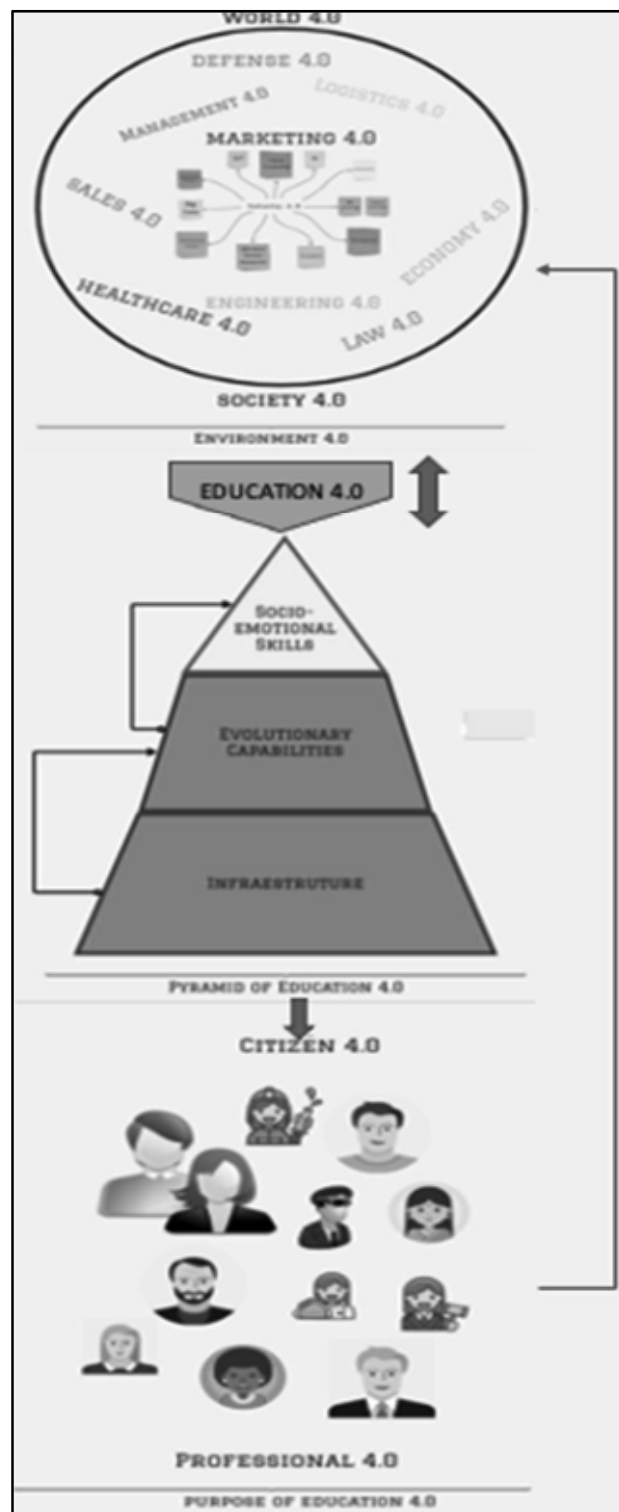 WORLD 4.0
DEFENSE 4.0
LOGISTICS 4.0
MANAGEMENT 4.0
MARKETING 4.0
SALES 4.0
ECONOMY 4.0
HEALTHCARE 4.0
ENGINEERING 4.0
LAW 4.0
SOCIETY 4.0
ENVIRONMENT 4.0
EDUCATION 4.0
SOCIO-
EMOTIONAL
SKILLS
EVOLUTIONARY
CAPABILITIES
INFRAESTRUTURE
PYRAMID OF EDUCATION 4.0
CITIZEN 4.0
PROFESSIONAL 4.0
PURPOSE OF EDUCATION 4.0